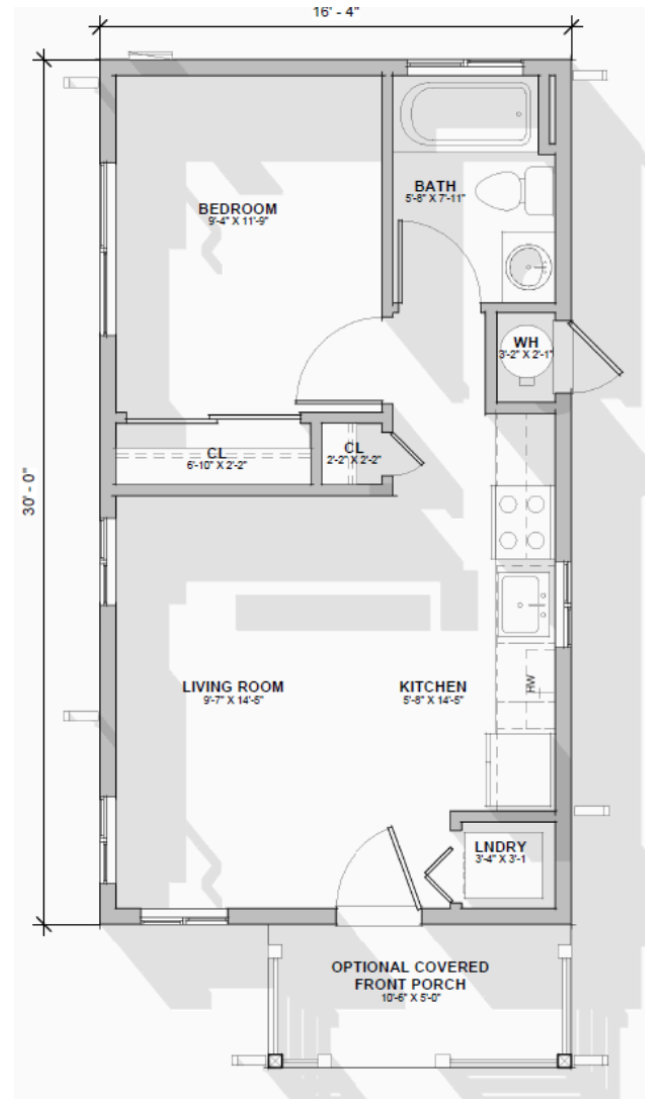 16' - 4"
BATH
5'-8" X 7'-11"
BEDROOM
9'-4" X 11'-9"
WH
3'-2" X 2'-1"
CL
6'-10" X 2'-2"
CL
2'-2" X 2'-2"
30' - 0"
LIVING ROOM
9'-7" X 14'-5"
KITCHEN
5'-8" X 14'-5"
HW
LNDRY
3'-4" X 3'-1
OPTIONAL COVERED
FRONT PORCH
10'-6" X 5'-0"